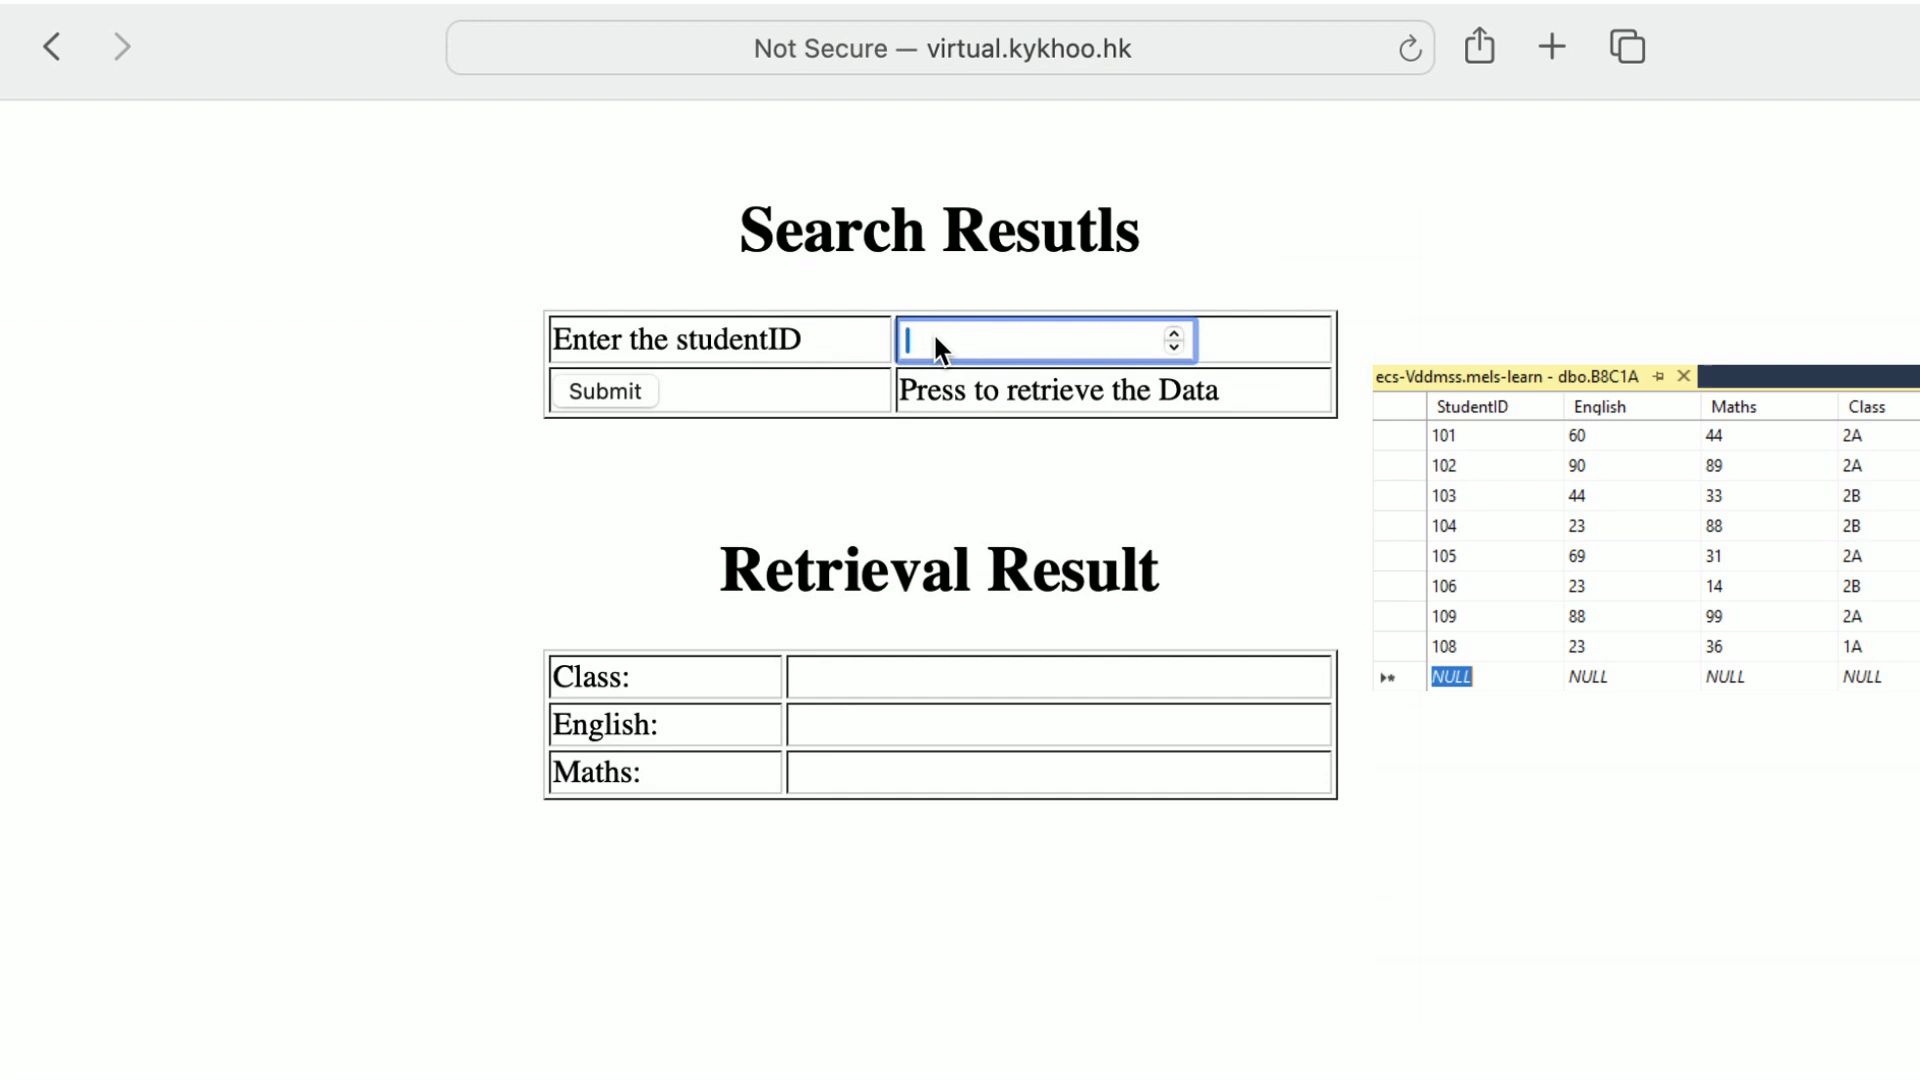 Not Secure — virtual.kykhoo.hk
Search Resutls
Enter the studentID
Submit Press to retrieve the Data
Retrieval Result
Class:
English:
Maths:
ecs-Vddmss.mels-learn - dbo.B8C1A
StudentID English Maths Class
101 60 44 2A
102 90 89 2A
103 44 33 2B
104 23 88 2B
105 69 31 2A
106 23 14 2B
109 88 99 2A
108 23 36 1A
NULL NULL NULL NULL